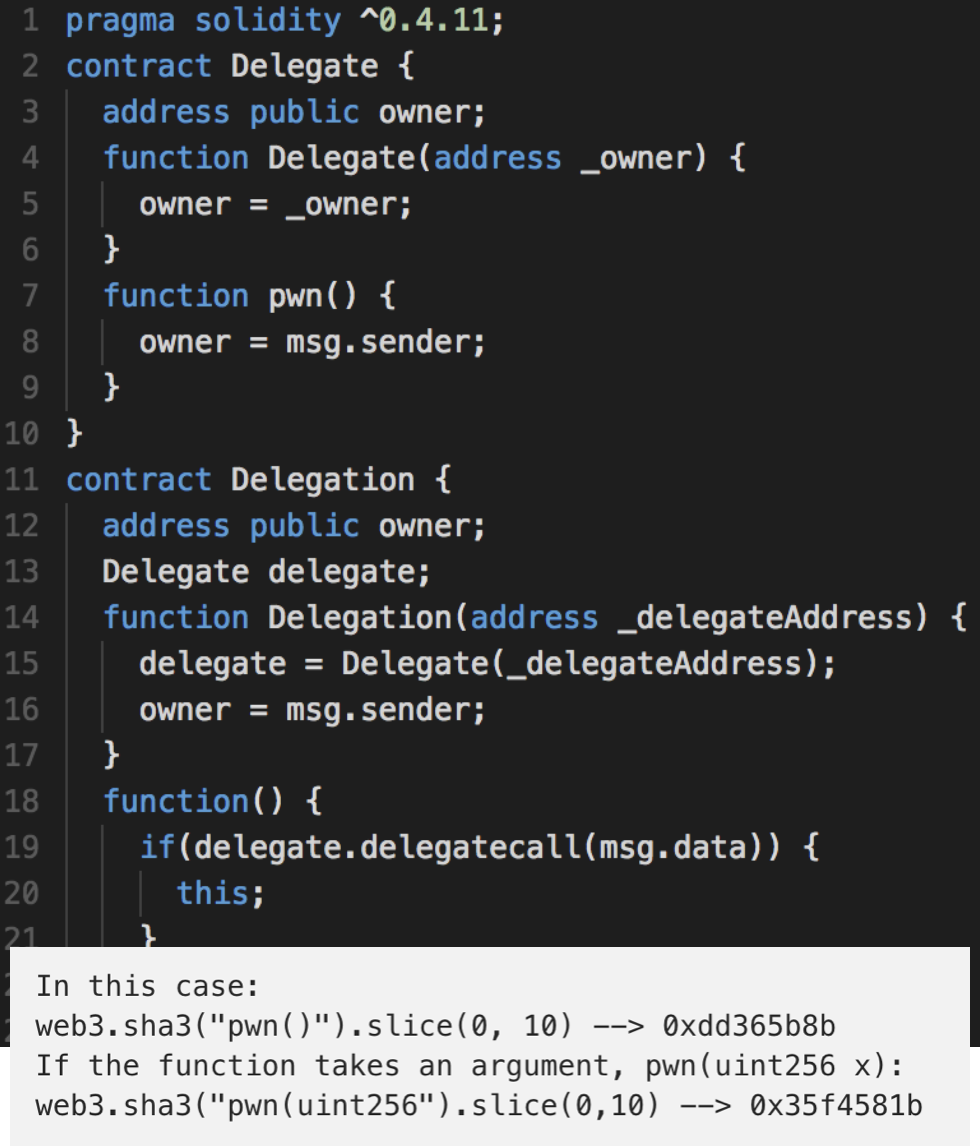 1 pragma solidity ^0.4.11;
2 contract Delegate {
3 address public owner;
4 function Delegate(address _owner) {
5 owner = _owner;
6 }
7 function pwn() {
8 owner = msg.sender;
9 }
10 }
11 contract Delegation {
12 address public owner;
13 Delegate delegate;
14 function Delegation(address _delegateAddress) {
15 delegate = Delegate(_delegateAddress);
16 owner = msg.sender;
17 }
18 function() {
19 if(delegate.delegatecall(msg.data)) {
20 this;
21 }
In this case:
web3.sha3("pwn()").slice(0, 10) --> 0xdd365b8b
If the function takes an argument, pwn(uint256 x):
web3.sha3("pwn(uint256").slice(0,10) --> 0x35f4581b